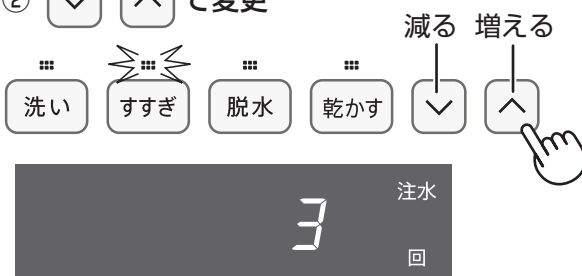 ② で変更
減る 増える
洗い すすぎ 脱水 乾かす
注水
3
回